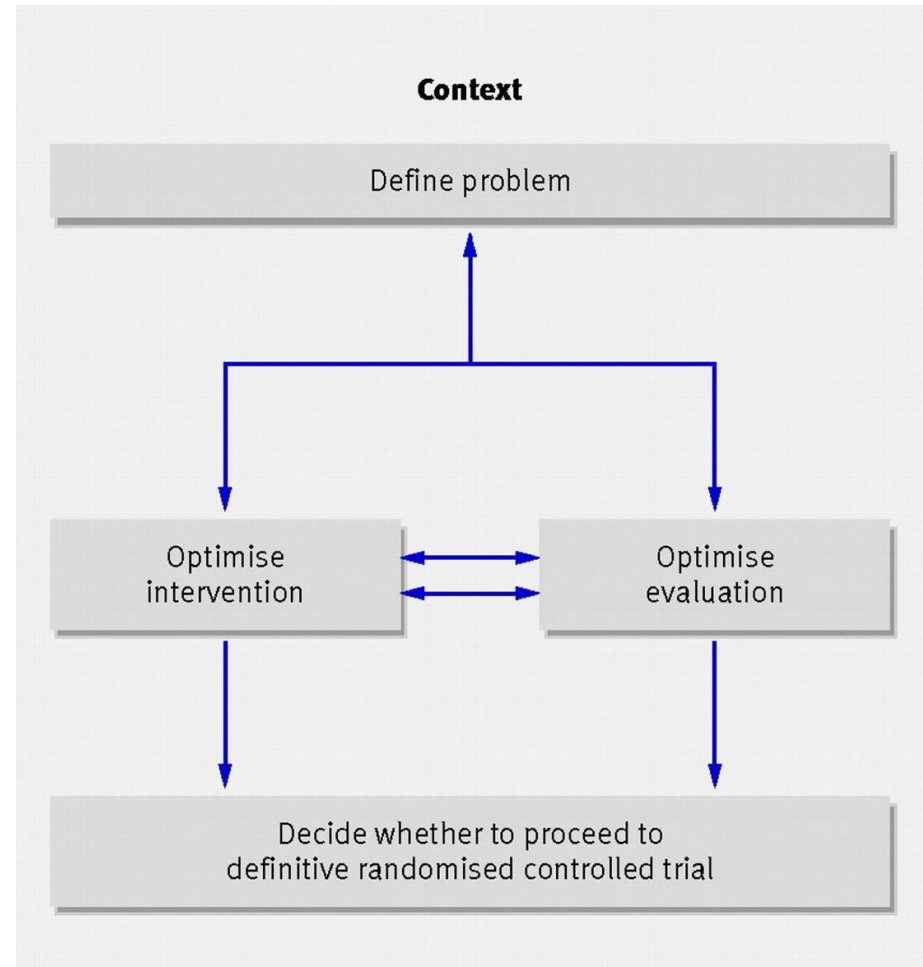 Context
Define problem
Optimise
intervention
Optimise
evaluation
Decide whether to proceed to
definitive randomised controlled trial